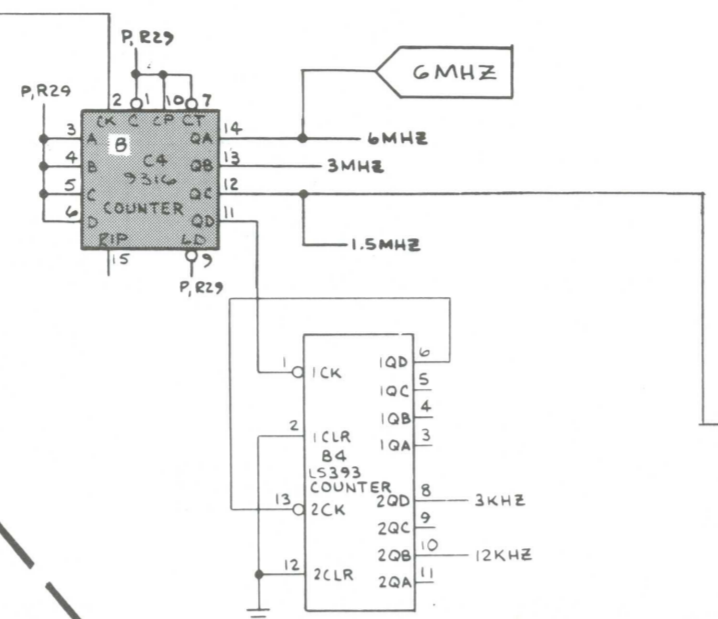 P,R29
6MHZ
P,R29
2 1 10 7
CK C CP CT
3 A 8 QA 14 6MHZ
4 B C4 QB 13 3MHZ
9316
5 C QC 12
COUNTER
6 D QD 11
1.5MHZ
RIP LD
15 9
P,R29
1 1CK 1QD 6
1QC 5
1QB 4
2 1CLR 1QA 3
B4
LS393
COUNTER
13 2CK 2QD 8 3KHZ
2QC 9
2QB 10 12KHZ
12 2CLR 2QA 11